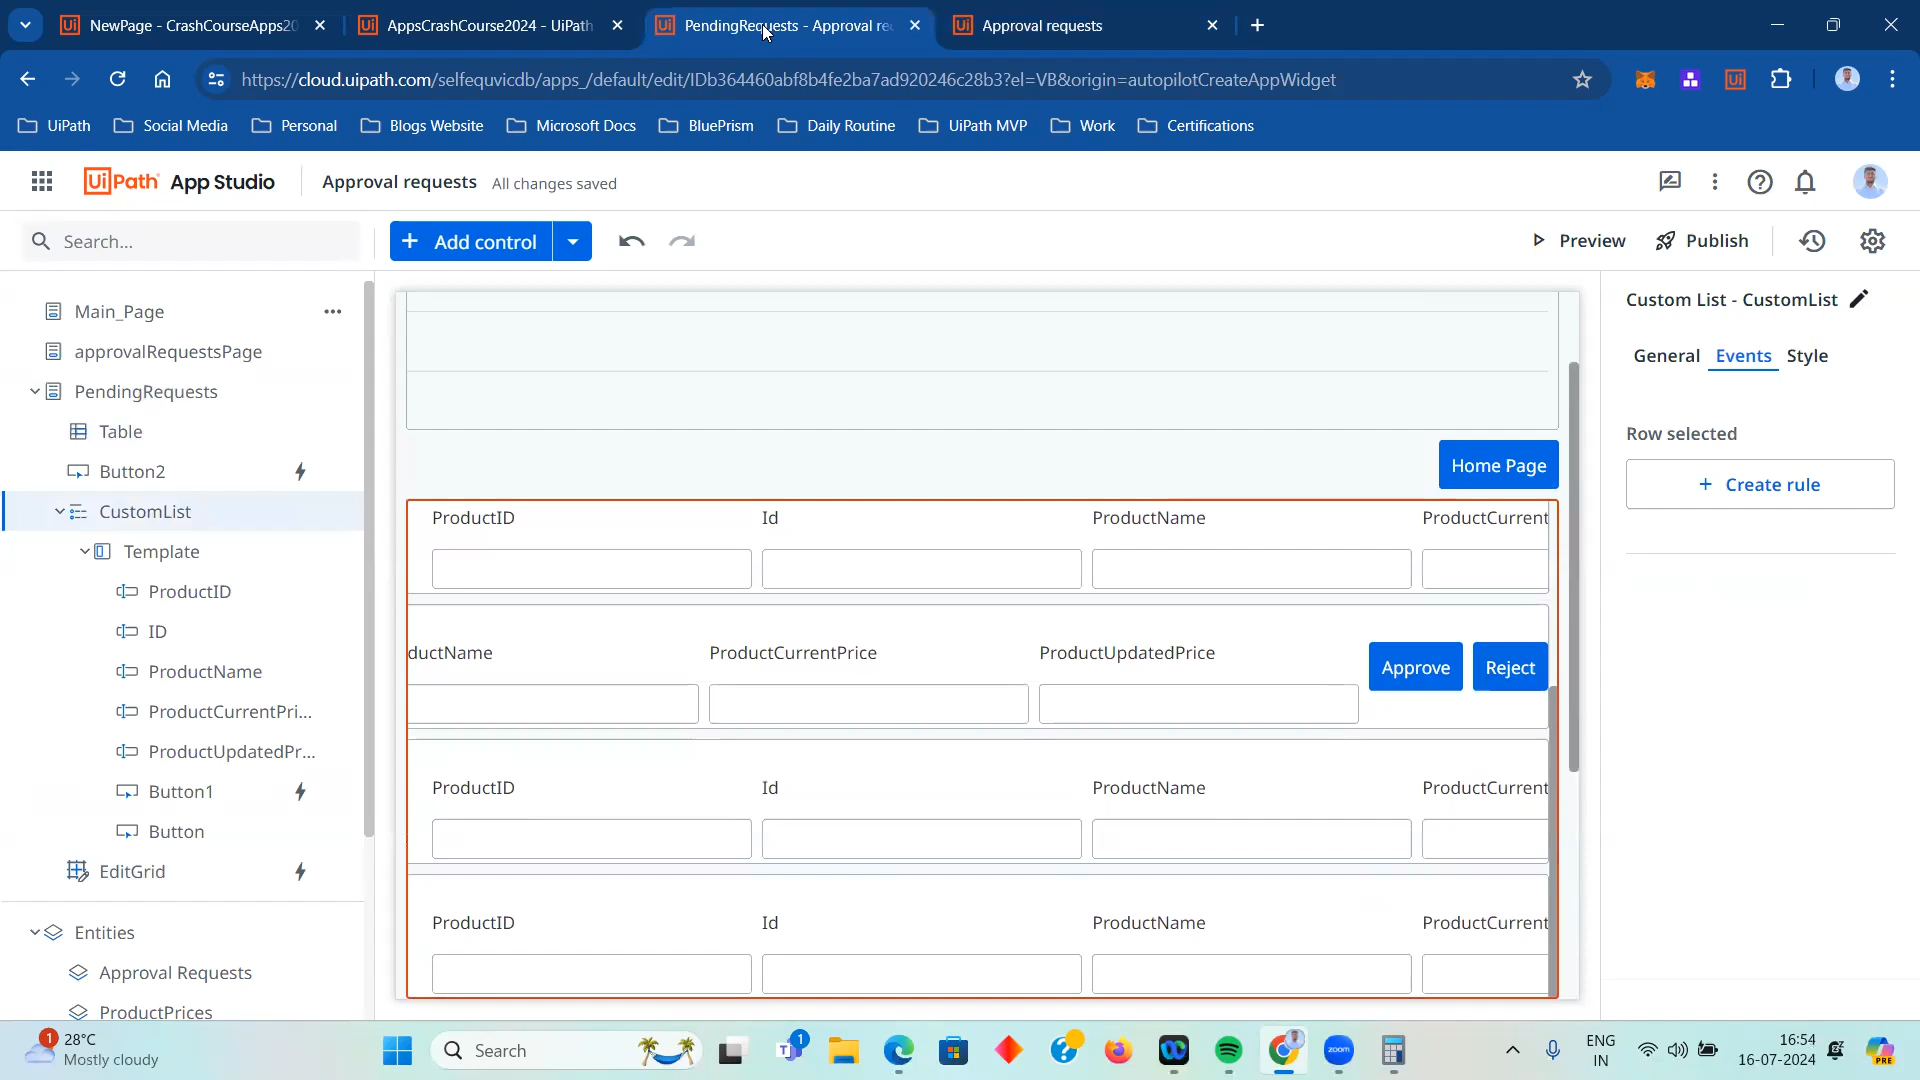 NewPage - CrashCourseApps20
AppsCrashCourse2024 - UiPath
PendingRequests - Approval re
Approval requests
https://cloud.uipath.com/selfequvicdb/apps_/default/edit/IDb364460abf8b4fe2ba7ad920246c28b3?el=VB&origin=autopilotCreateAppWidget
UiPath
Social Media
Personal
Blogs Website
Microsoft Docs
BluePrism
Daily Routine
UiPath MVP
Work
Certifications
UiPath App Studio
Approval requests
All changes saved
Search...
+ Add control
Preview
Publish
Main_Page
approvalRequestsPage
PendingRequests
Table
Button2
CustomList
Template
ProductID
ID
ProductName
ProductCurrentPri...
ProductUpdatedPr...
Button1
Button
EditGrid
Entities
Approval Requests
ProductPrices
Home Page
ProductID Id ProductName ProductCurrent
ductName ProductCurrentPrice ProductUpdatedPrice Approve Reject
ProductID Id ProductName ProductCurrent
ProductID Id ProductName ProductCurrent
Custom List - CustomList
General Events Style
Row selected
+ Create rule
1
28°C
Mostly cloudy
Search
1
zoom
ENG
IN
16:54
16-07-2024
PRE